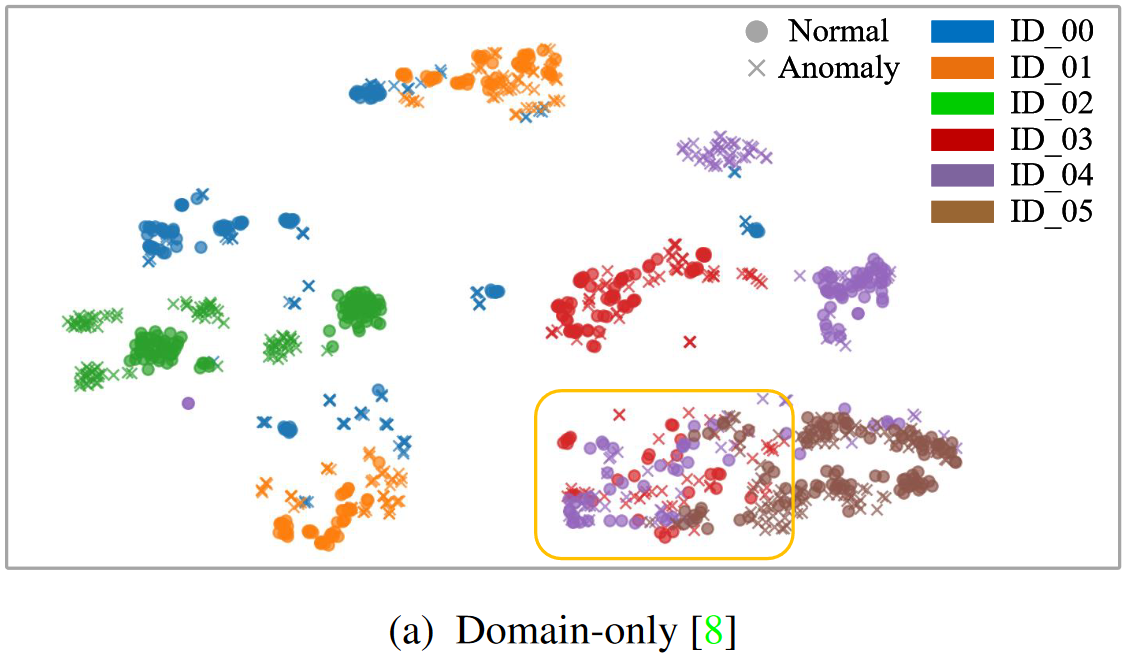 Normal
Anomaly
ID_00
ID_01
ID_02
ID_03
ID_04
ID_05
(a) Domain-only [8]